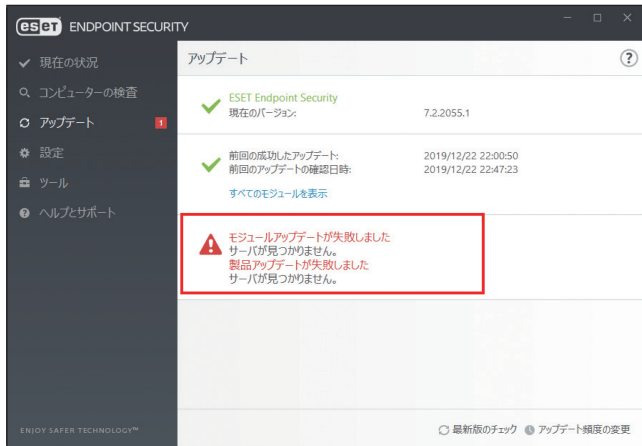 eset ENDPOINT SECURITY
現在の状況
コンピューターの検査
アップデート 1
設定
ツール
ヘルプとサポート
ENJOY SAFER TECHNOLOGY™
アップデート ?
ESET Endpoint Security
現在のバージョン: 7.2.2055.1
前回の成功したアップデート: 2019/12/22 22:00:50
前回のアップデートの確認日時: 2019/12/22 22:47:23
すべてのモジュールを表示
モジュールアップデートが失敗しました
サーバが見つかりません。
製品アップデートが失敗しました
サーバが見つかりません。
最新版のチェック アップデート頻度の変更